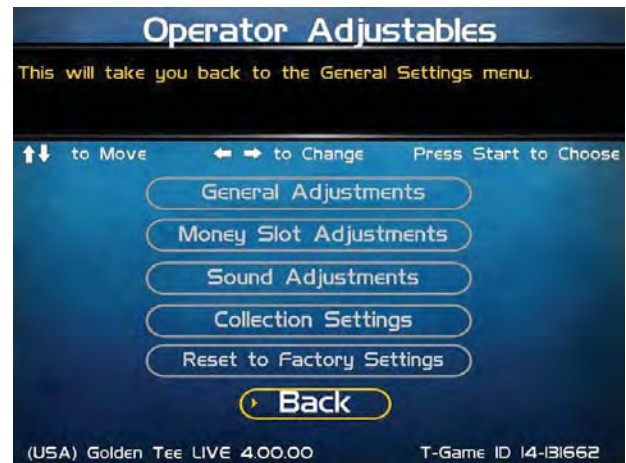 Operator Adjustables
This will take you back to the General Settings menu.
to Move to Change Press Start to Choose
General Adjustments
Money Slot Adjustments
Sound Adjustments
Collection Settings
Reset to Factory Settings
Back
(USA) Golden Tee LIVE 4.00.00 T-Game ID 14-131662